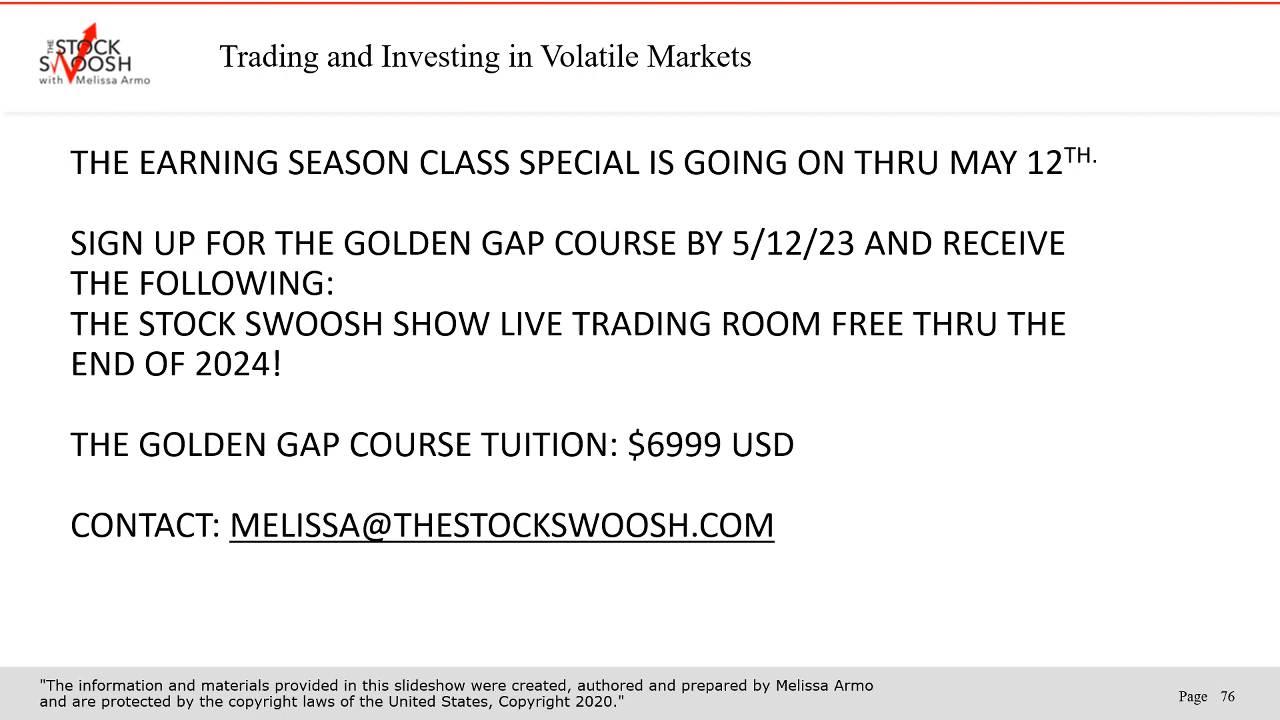 THE
STOCK
SWOOSH
with Melissa Armo
Trading and Investing in Volatile Markets
THE EARNING SEASON CLASS SPECIAL IS GOING ON THRU MAY 12TH.
SIGN UP FOR THE GOLDEN GAP COURSE BY 5/12/23 AND RECEIVE
THE FOLLOWING:
THE STOCK SWOOSH SHOW LIVE TRADING ROOM FREE THRU THE
END OF 2024!
THE GOLDEN GAP COURSE TUITION: $6999 USD
CONTACT: MELISSA@THESTOCKSWOOSH.COM
"The information and materials provided in this slideshow were created, authored and prepared by Melissa Armo
and are protected by the copyright laws of the United States, Copyright 2020."
Page 76